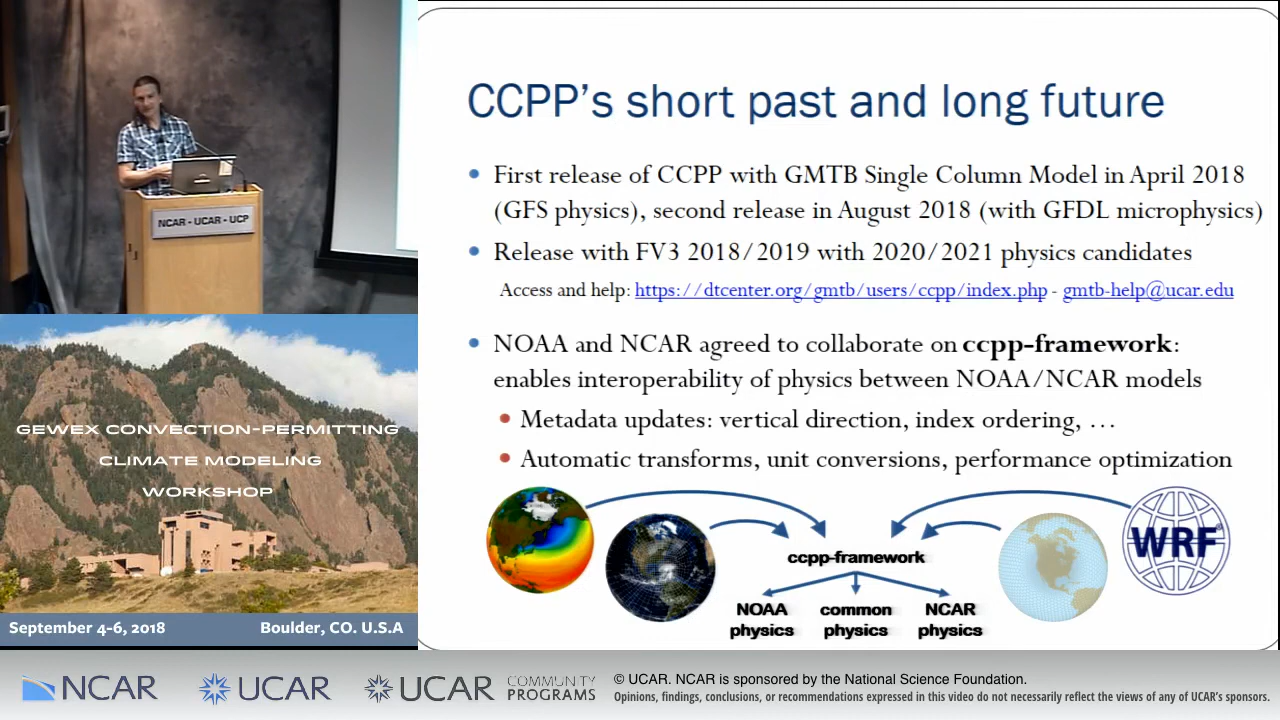 NCAR - UCAR - UCP
CCPP's short past and long future
First release of CCPP with GMTB Single Column Model in April 2018
(GFS physics), second release in August 2018 (with GFDL microphysics)
Release with FV3 2018/2019 with 2020/2021 physics candidates
Access and help: https://dtcenter.org/gmtb/users/ccpp/index.php - gmtb-help@ucar.edu
NOAA and NCAR agreed to collaborate on ccpp-framework:
enables interoperability of physics between NOAA/NCAR models
Metadata updates: vertical direction, index ordering, …
Automatic transforms, unit conversions, performance optimization
ccpp-framework
WRF
NOAA
physics
common
physics
NCAR
physics
GEWEX CONVECTION-PERMITTING
CLIMATE MODELING
WORKSHOP
September 4-6, 2018
Boulder, CO. U.S.A
NCAR
UCAR
UCAR
COMMUNITY
PROGRAMS
© UCAR. NCAR is sponsored by the National Science Foundation.
Opinions, findings, conclusions, or recommendations expressed in this video do not necessarily reflect the views of any of UCAR's sponsors.